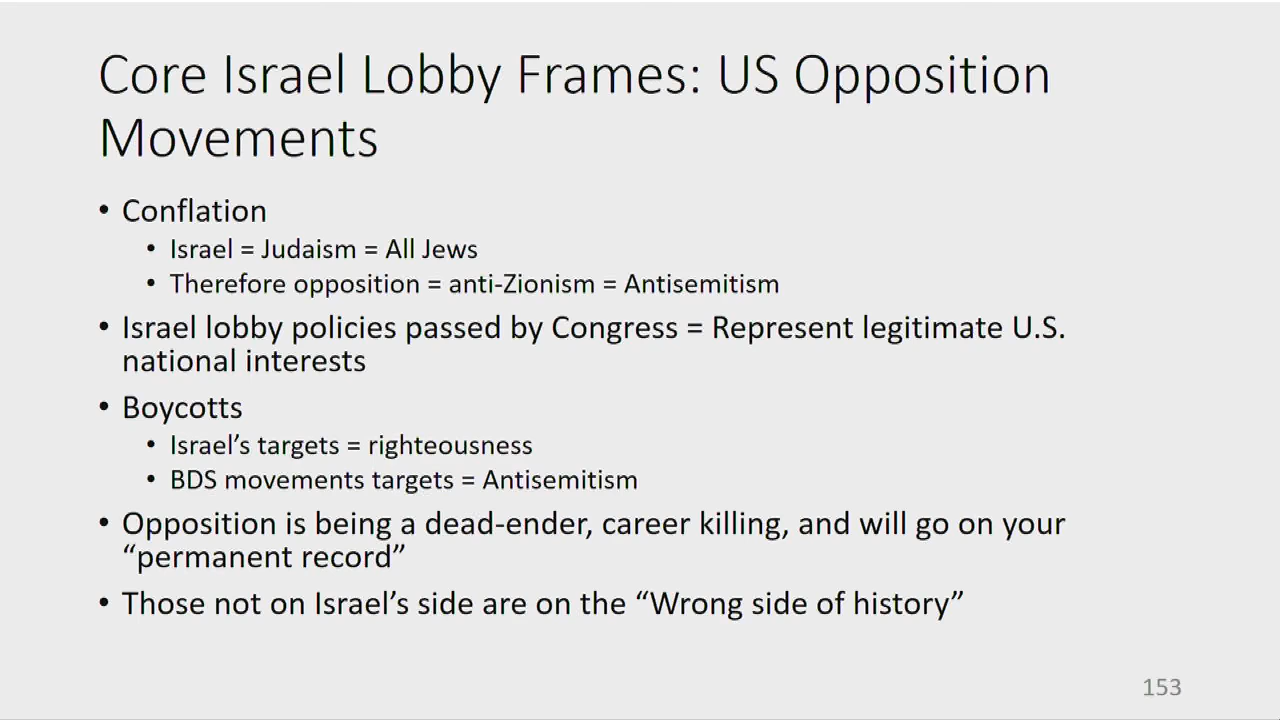 Core Israel Lobby Frames: US Opposition
Movements
• Conflation
• Israel = Judaism = All Jews
• Therefore opposition = anti-Zionism = Antisemitism
• Israel lobby policies passed by Congress = Represent legitimate U.S.
national interests
• Boycotts
• Israel’s targets = righteousness
• BDS movements targets = Antisemitism
• Opposition is being a dead-ender, career killing, and will go on your
“permanent record”
• Those not on Israel’s side are on the “Wrong side of history”
153